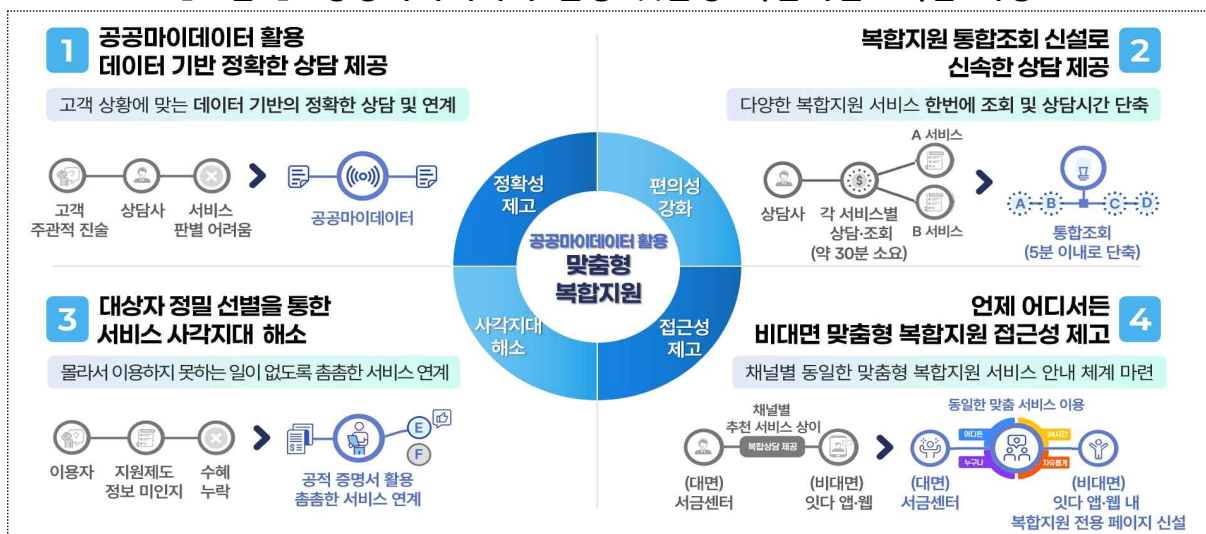 1
공공마이데이터 활용
데이터 기반 정확한 상담 제공
고객 상황에 맞는 데이터 기반의 정확한 상담 및 연계
고객
주관적 진술
상담사
서비스
판별 어려움
공공마이데이터
복합지원 통합조회 신설로
신속한 상담 제공
2
다양한 복합지원 서비스 한번에 조회 및 상담시간 단축
상담사
각 서비스별
상담·조회
(약 30분 소요)
A 서비스
B 서비스
A B C D
통합조회
(5분 이내로 단축)
정확성
제고
편의성
강화
공공마이데이터 활용
맞춤형
복합지원
사각지대
해소
접근성
제고
3
대상자 정밀 선별을 통한
서비스 사각지대 해소
몰라서 이용하지 못하는 일이 없도록 촘촘한 서비스 연계
이용자
지원제도
정보 미인지
수혜
누락
E
F
공적 증명서 활용
촘촘한 서비스 연계
언제 어디서든
비대면 맞춤형 복합지원 접근성 제고
4
채널별 동일한 맞춤형 복합지원 서비스 안내 체계 마련
채널별
추천 서비스 상이
복합상담 제공
(대면)
서금센터
(비대면)
잇다 앱·웹
동일한 맞춤 서비스 이용
어디든
24시간
누구나
자유롭게
(대면)
서금센터
(비대면)
잇다 앱·웹 내
복합지원 전용 페이지 신설